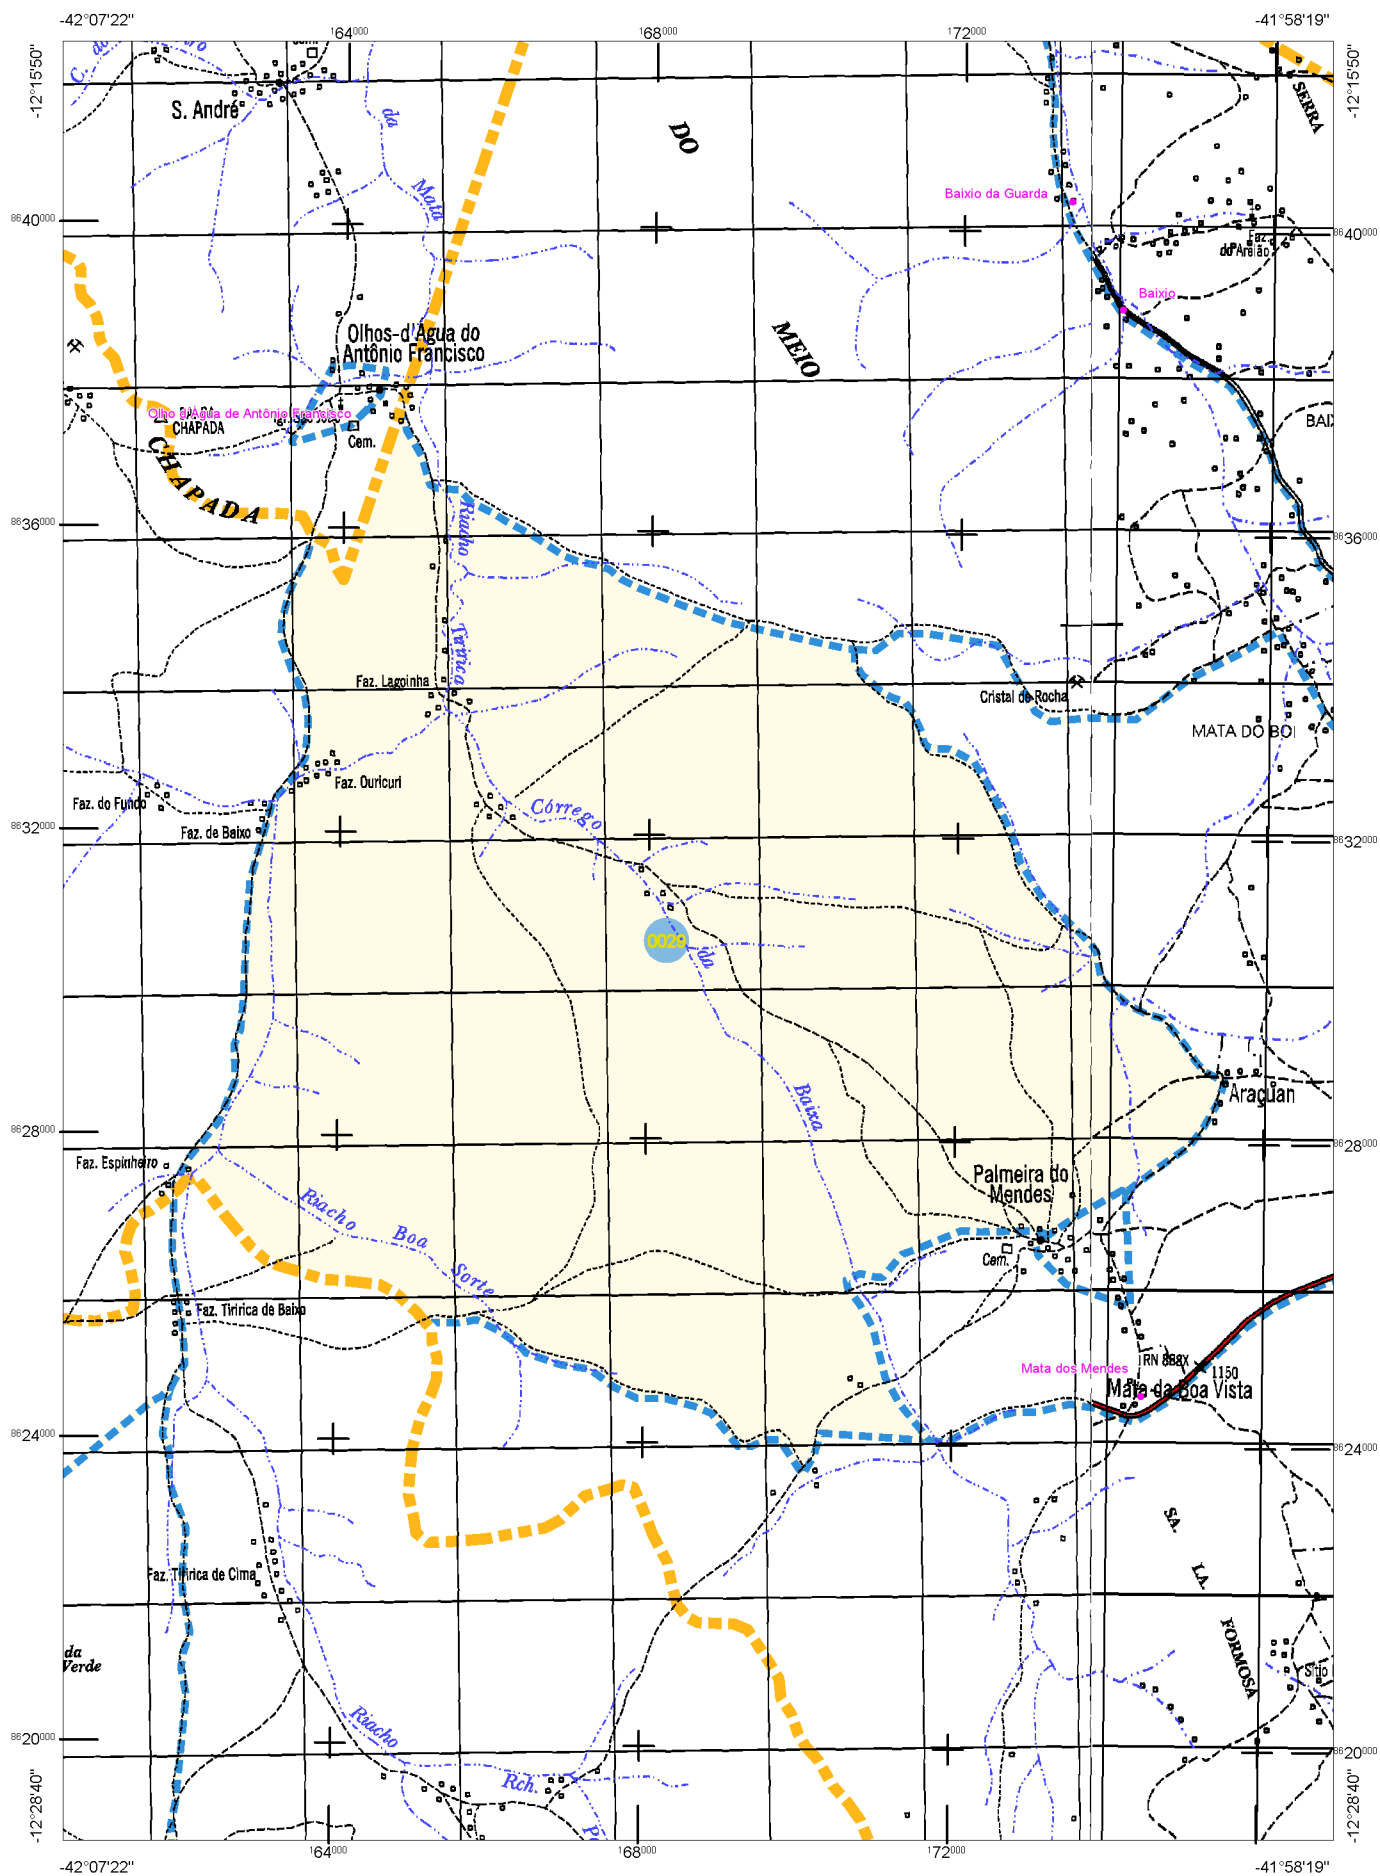 -42°07'22"
-41°58'19"
164000
168000
172000
-12°15'50"
-12°15'50"
C. do
da
S. André
DO
SERRA
Mata
Baixio da Guarda
8640000
8640000
Faz.
do Areião
Baixio
Olhos-d'Água do
Antônio Francisco
MEIO
Olho d'Água de Antônio Francisco
CHAPADA
Cem.
BAI
CHAPADA
Riacho
8636000
8636000
Tiririca
Faz. Lagoinha
Cristal de Rocha
MATA DO BOI
Faz. Ouricuri
Faz. do Fundo
Córrego
Faz. de Baixo
8632000
8632000
0029
da
Baixa
Araçuan
8628000
8628000
Faz. Espinheiro
Palmeira do
Mendes
Riacho
Boa
Sorte
Cem.
Faz. Tiririca de Baixo
RN 888X
1150
Mata dos Mendes
Mata da Boa Vista
8624000
8624000
SA.
Faz. Tiririca de Cima
LA.
FORMOSA
da
Verde
Sítio
Riacho
8620000
8620000
Rch.
-12°28'40"
-12°28'40"
164000
168000
172000
-42°07'22"
-41°58'19"